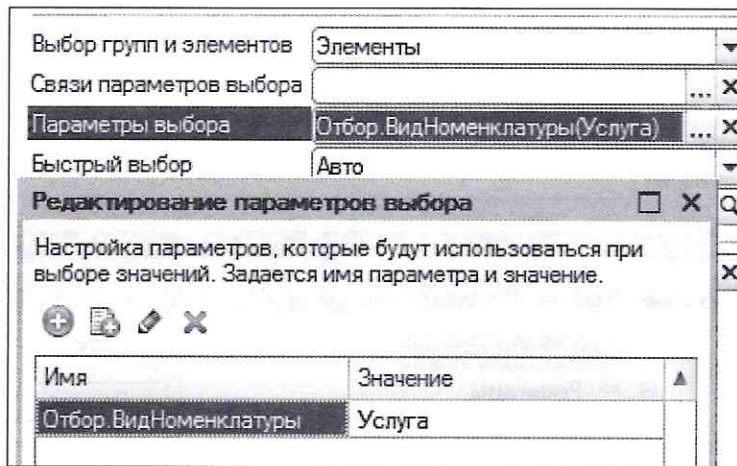 Выбор групп и элементов Элементы
Связи параметров выбора ...
Параметры выбора Отбор.ВидНоменклатуры(Услуга) ...
Быстрый выбор Авто
Редактирование параметров выбора
Настройка параметров, которые будут использоваться при
выборе значений. Задается имя параметра и значение.
Имя Значение
Отбор.ВидНоменклатуры Услуга